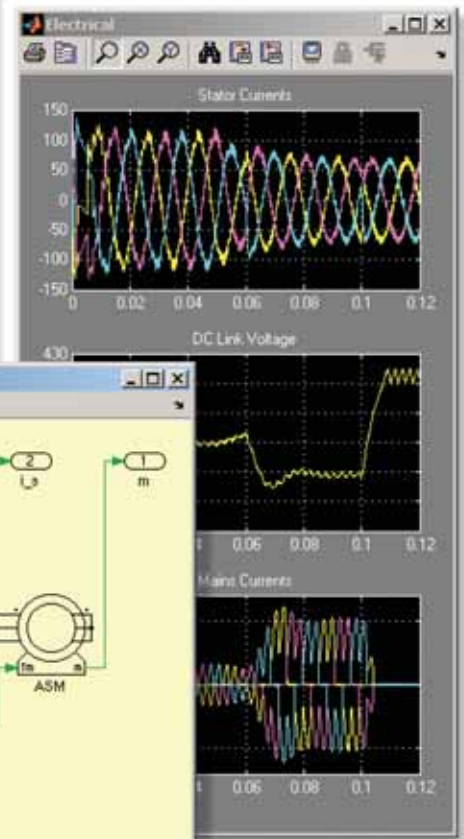 Electrical
Stator Currents
150
100
50
0
-50
-100
-150
0 0.02 0.04 0.06 0.08 0.1 0.12
DC Link Voltage
430
0.06 0.08 0.1 0.12
Mains Currents
0.06 0.08 0.1 0.12
2
i_s
1
m
Tm
m
ASM